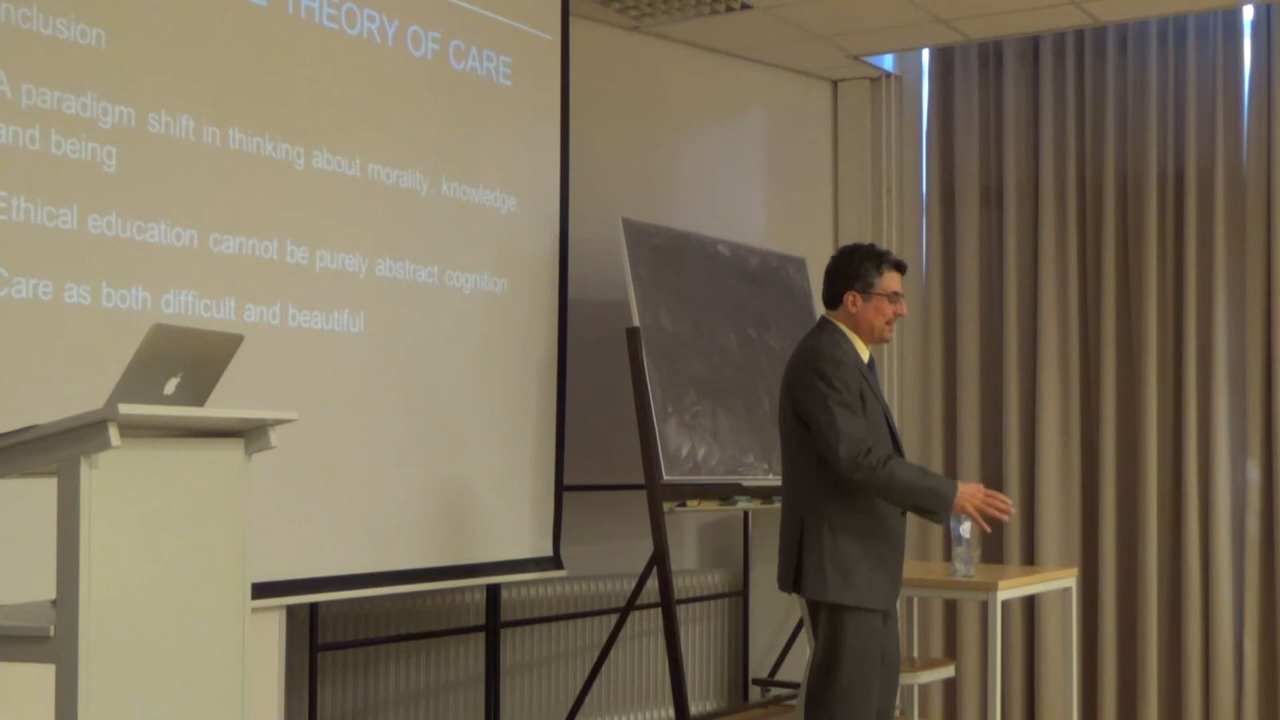 THEORY OF CARE
nclusion
A paradigm shift in thinking about morality, knowledge,
and being
Ethical education cannot be purely abstract cognition
Care as both difficult and beautiful